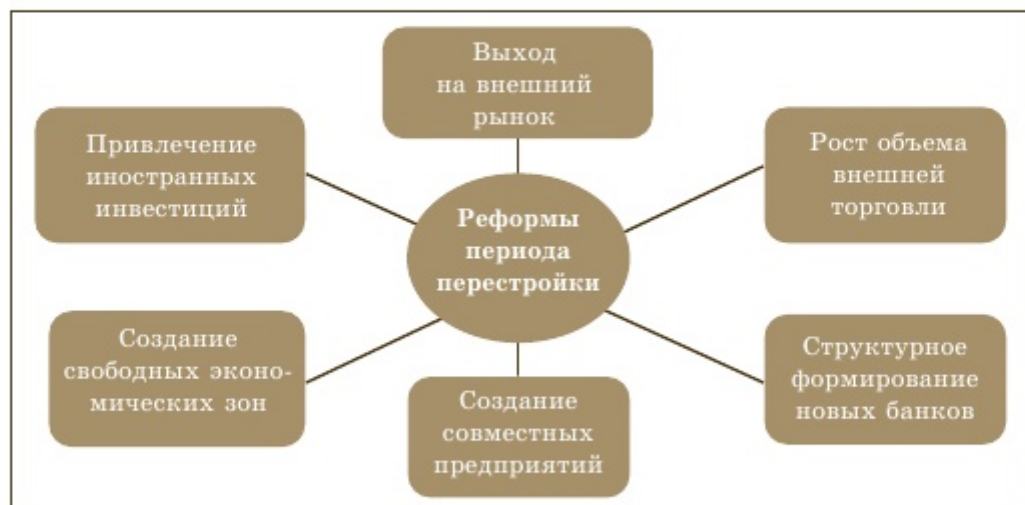 Выход
на внешний
рынок
Привлечение
иностранных
инвестиций
Рост объема
внешней
торговли
Реформы
периода
перестройки
Создание
свободных эконо-
мических зон
Создание
совместных
предприятий
Структурное
формирование
новых банков